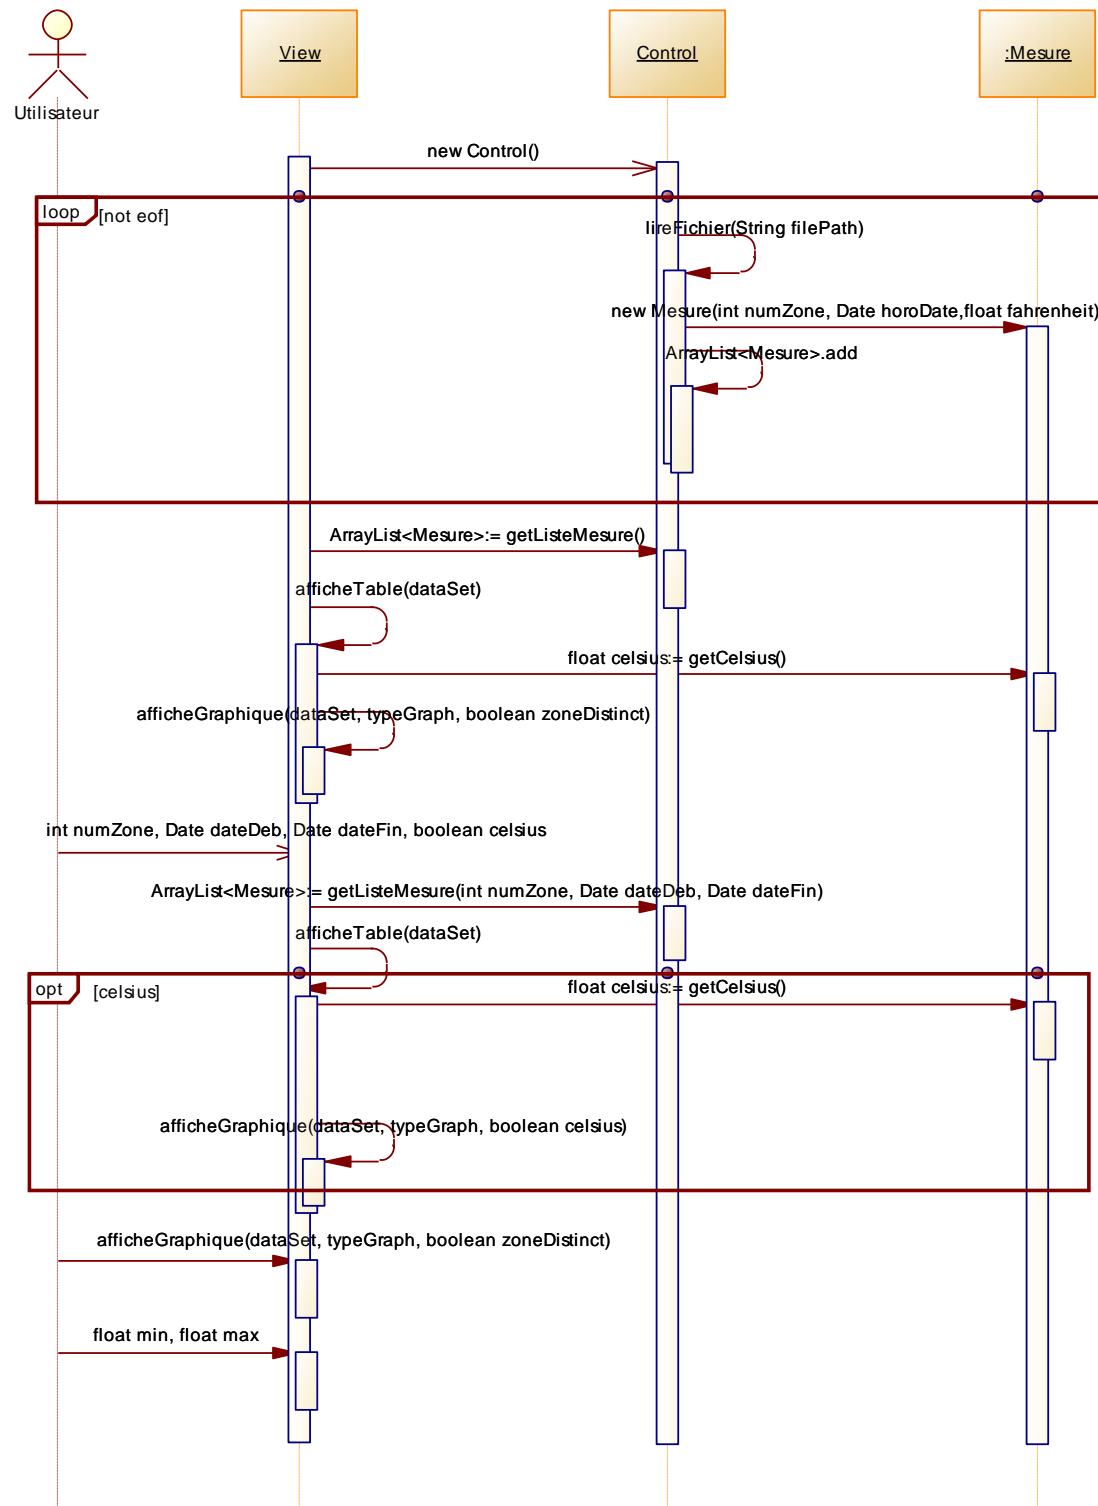 View
Control
:Mesure
Utilisateur
new Control()
loop
[not eof]
lireFichier(String filePath)
new Mesure(int numZone, Date horoDate,float fahrenheit)
ArrayList<Mesure>.add
ArrayList<Mesure>:= getListeMesure()
afficheTable(dataSet)
float celsius:= getCelsius()
afficheGraphique(dataSet, typeGraph, boolean zoneDistinct)
int numZone, Date dateDeb, Date dateFin, boolean celsius
ArrayList<Mesure>:= getListeMesure(int numZone, Date dateDeb, Date dateFin)
afficheTable(dataSet)
opt
[celsius]
float celsius:= getCelsius()
afficheGraphique(dataSet, typeGraph, boolean celsius)
afficheGraphique(dataSet, typeGraph, boolean zoneDistinct)
float min, float max